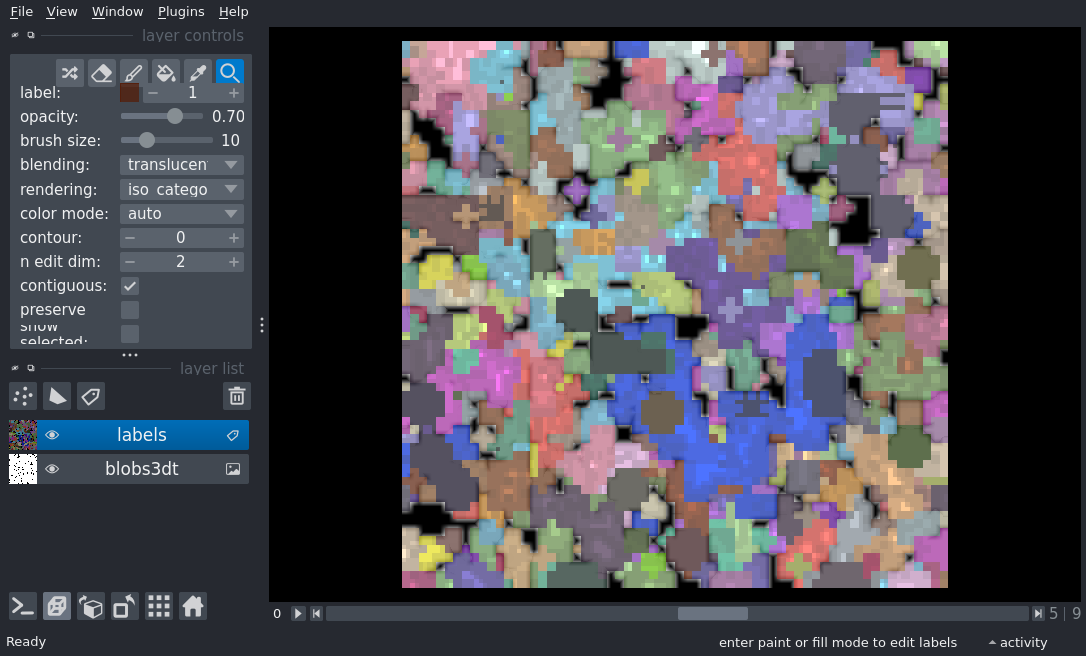 File View Window Plugins Help
layer controls
label: 1
opacity: 0.70
brush size: 10
blending: translucen
rendering: iso_catego
color mode: auto
contour: 0
n edit dim: 2
contiguous:
preserve
show
selected:
layer list
labels
blobs3dt
0 5 | 9
Ready enter paint or fill mode to edit labels activity